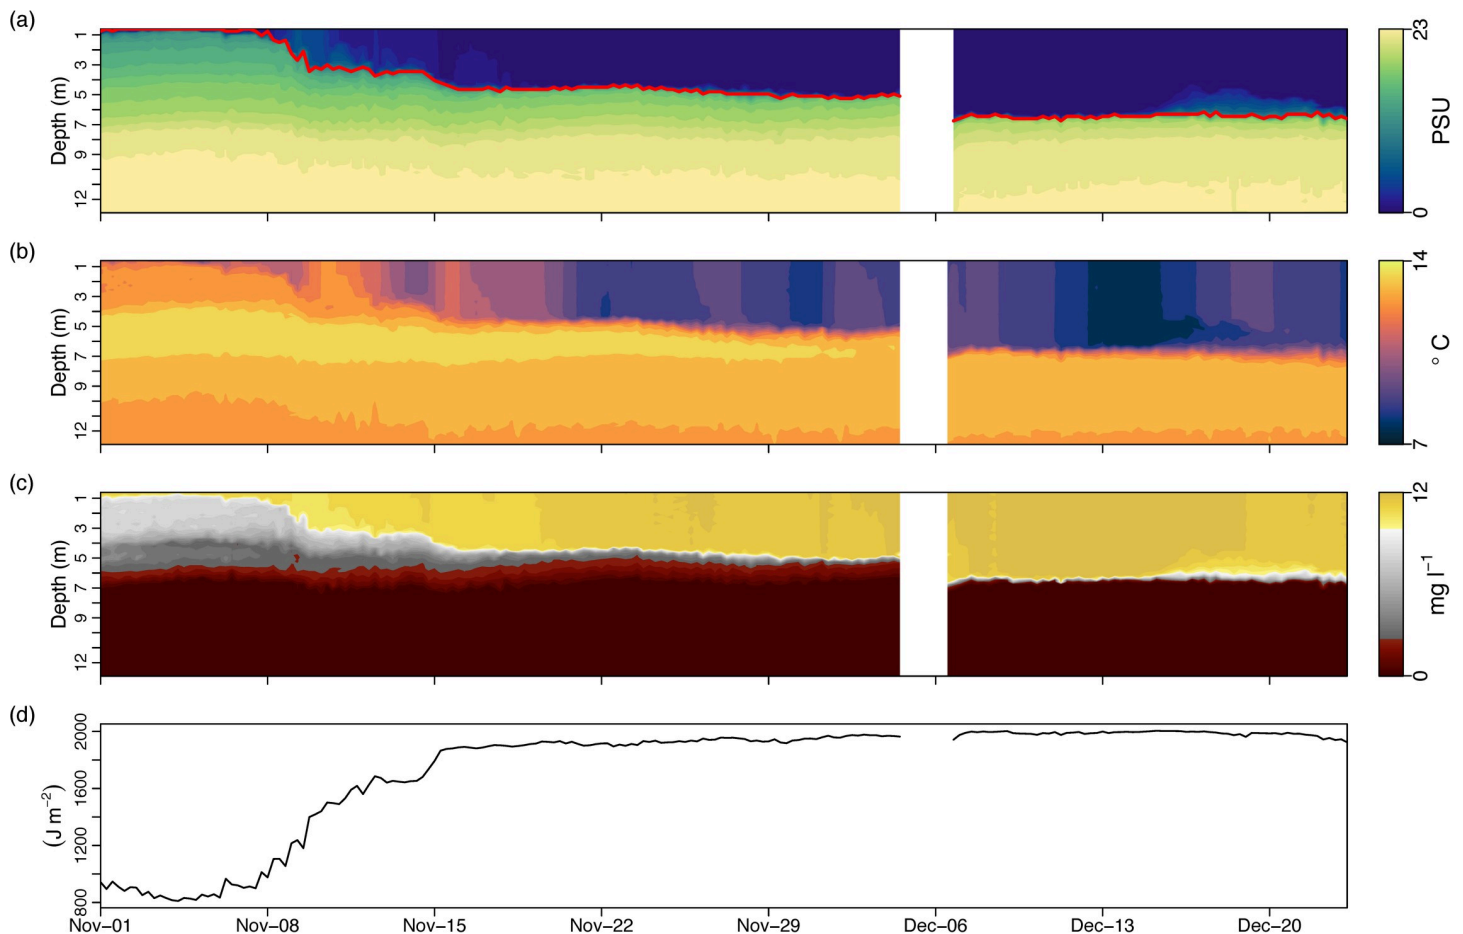 (a)
1
3
5
7
9
12
Depth (m)
23
0
PSU
(b)
1
3
5
7
9
12
Depth (m)
14
7
° C
(c)
1
3
5
7
9
12
Depth (m)
12
0
mg l⁻¹
(d)
2000
1600
1200
800
(J m⁻²)
Nov−01 Nov−08 Nov−15 Nov−22 Nov−29 Dec−06 Dec−13 Dec−20